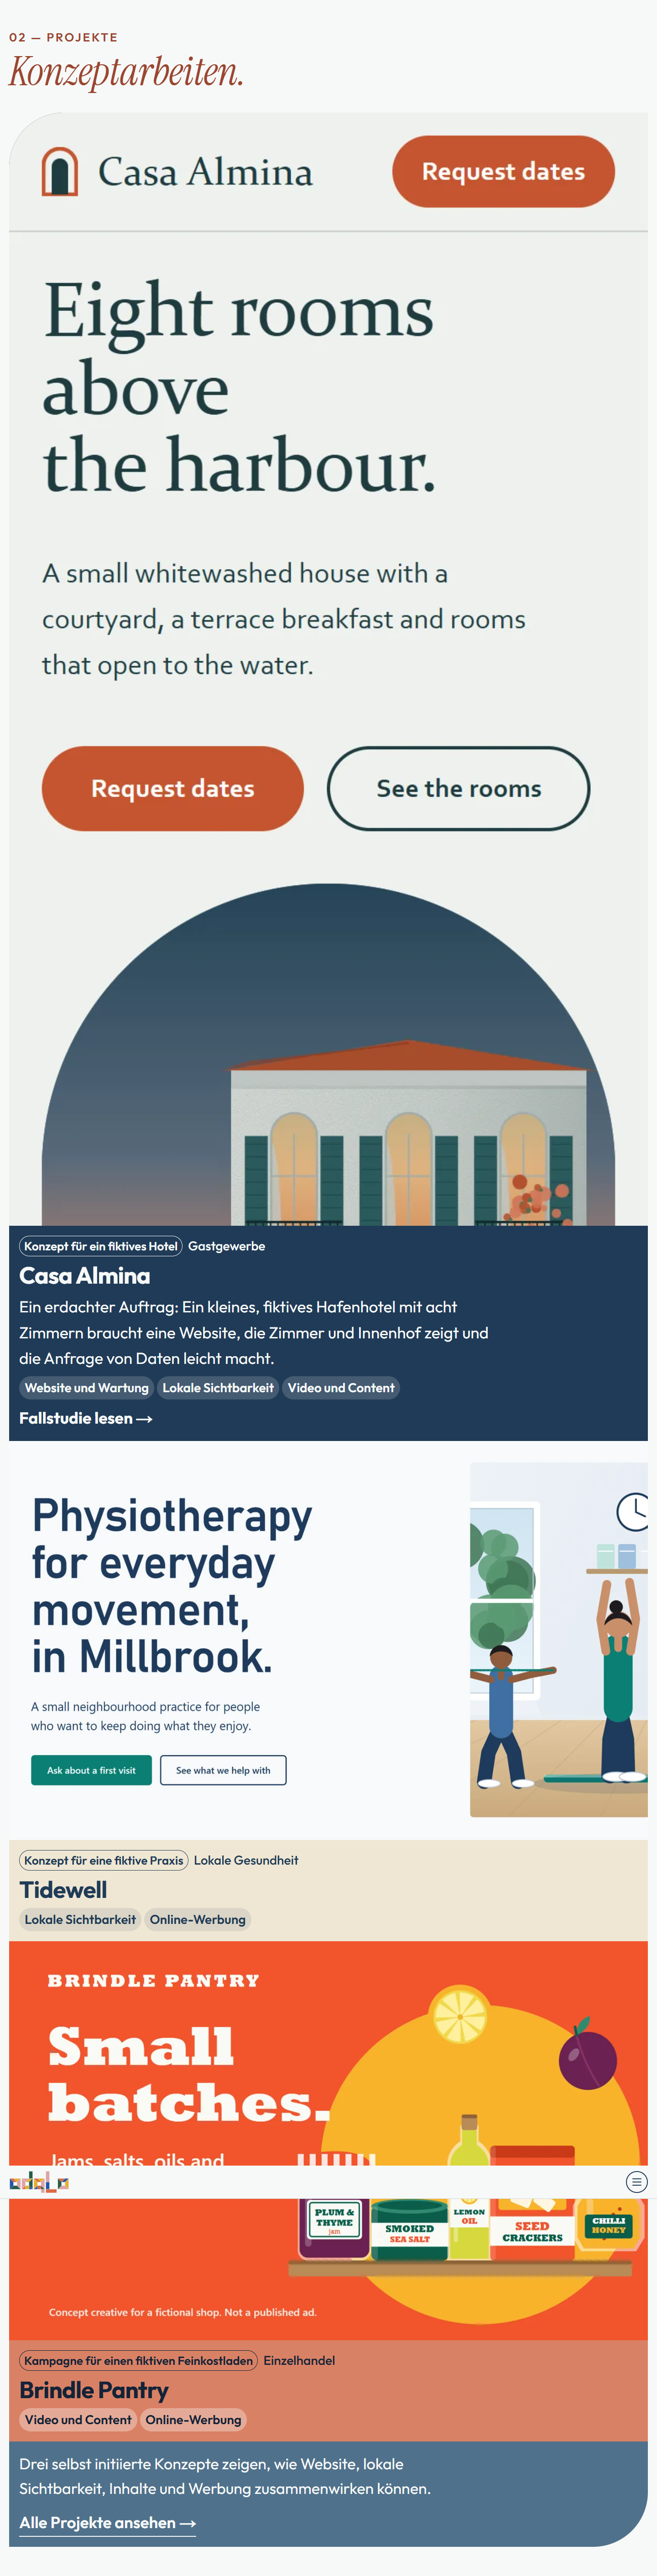 02 — PROJEKTE
Konzeptarbeiten.
Casa Almina
Request dates
Eight rooms
above
the harbour.
A small whitewashed house with a
courtyard, a terrace breakfast and rooms
that open to the water.
Request dates
See the rooms
Konzept für ein fiktives Hotel
Gastgewerbe
Casa Almina
Ein erdachter Auftrag: Ein kleines, fiktives Hafenhotel mit acht
Zimmern braucht eine Website, die Zimmer und Innenhof zeigt und
die Anfrage von Daten leicht macht.
Website und Wartung
Lokale Sichtbarkeit
Video und Content
Fallstudie lesen →
Physiotherapy
for everyday
movement,
in Millbrook.
A small neighbourhood practice for people
who want to keep doing what they enjoy.
Ask about a first visit
See what we help with
Konzept für eine fiktive Praxis
Lokale Gesundheit
Tidewell
Lokale Sichtbarkeit
Online-Werbung
BRINDLE PANTRY
Small
batches.
Jams, salts, oils and
PLUM &
THYME
jam
SMOKED
SEA SALT
LEMON
OIL
SEED
CRACKERS
CHILLI
HONEY
Concept creative for a fictional shop. Not a published ad.
Kampagne für einen fiktiven Feinkostladen
Einzelhandel
Brindle Pantry
Video und Content
Online-Werbung
Drei selbst initiierte Konzepte zeigen, wie Website, lokale
Sichtbarkeit, Inhalte und Werbung zusammenwirken können.
Alle Projekte ansehen →